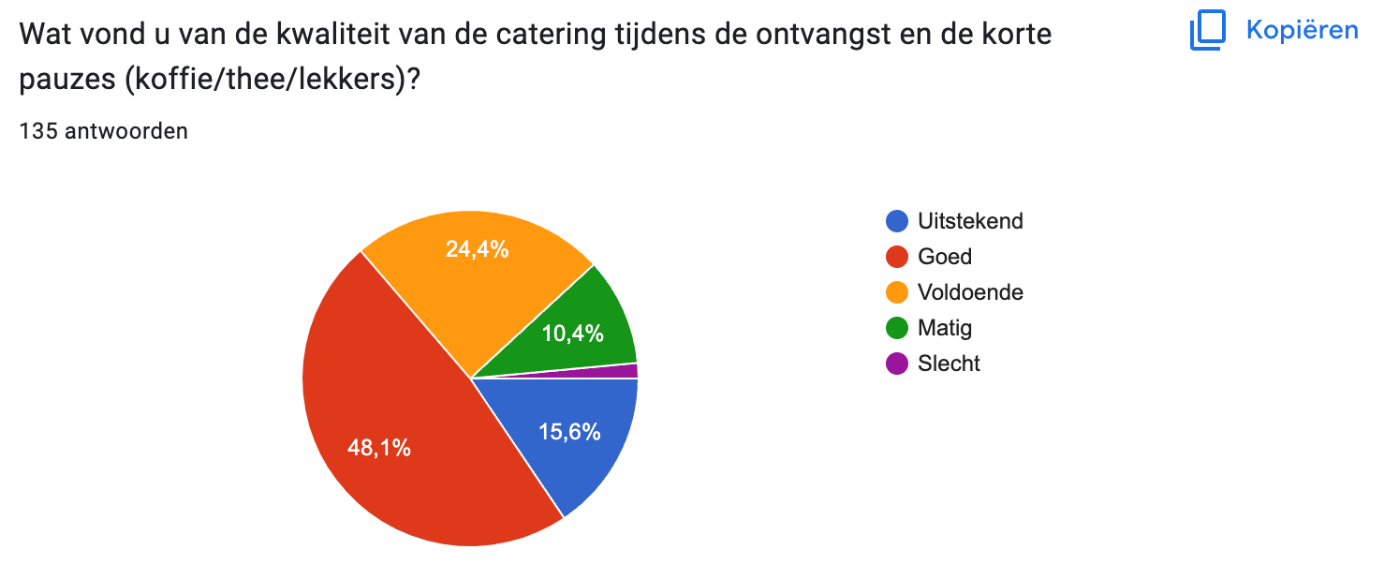 Wat vond u van de kwaliteit van de catering tijdens de ontvangst en de korte
pauzes (koffie/thee/lekkers)?
Kopiëren
135 antwoorden
24,4%
10,4%
15,6%
48,1%
Uitstekend
Goed
Voldoende
Matig
Slecht